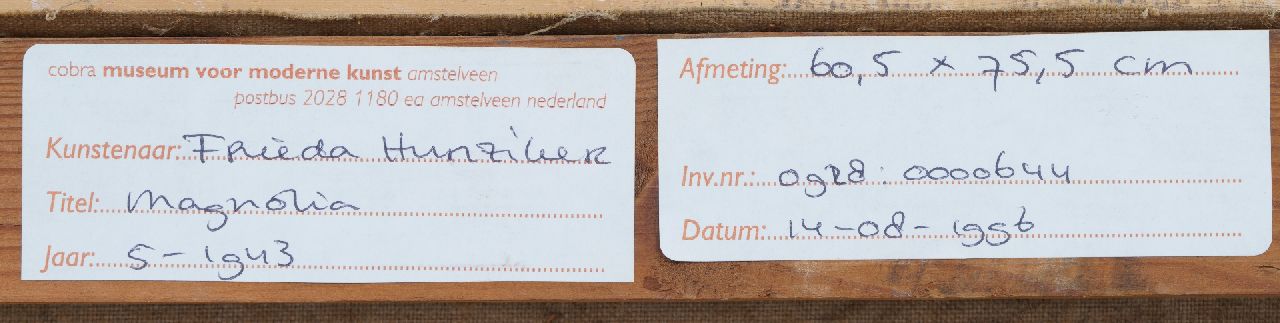 cobra museum voor moderne kunst amstelveen
postbus 2028 1180 ea amstelveen nederland
Kunstenaar: Frieda Hunziker
Titel: Magnolia
Jaar: 5-1943
Afmeting: 60,5 x 75,5 cm
Inv.nr.: 0928: 0000644
Datum: 14-08-1996